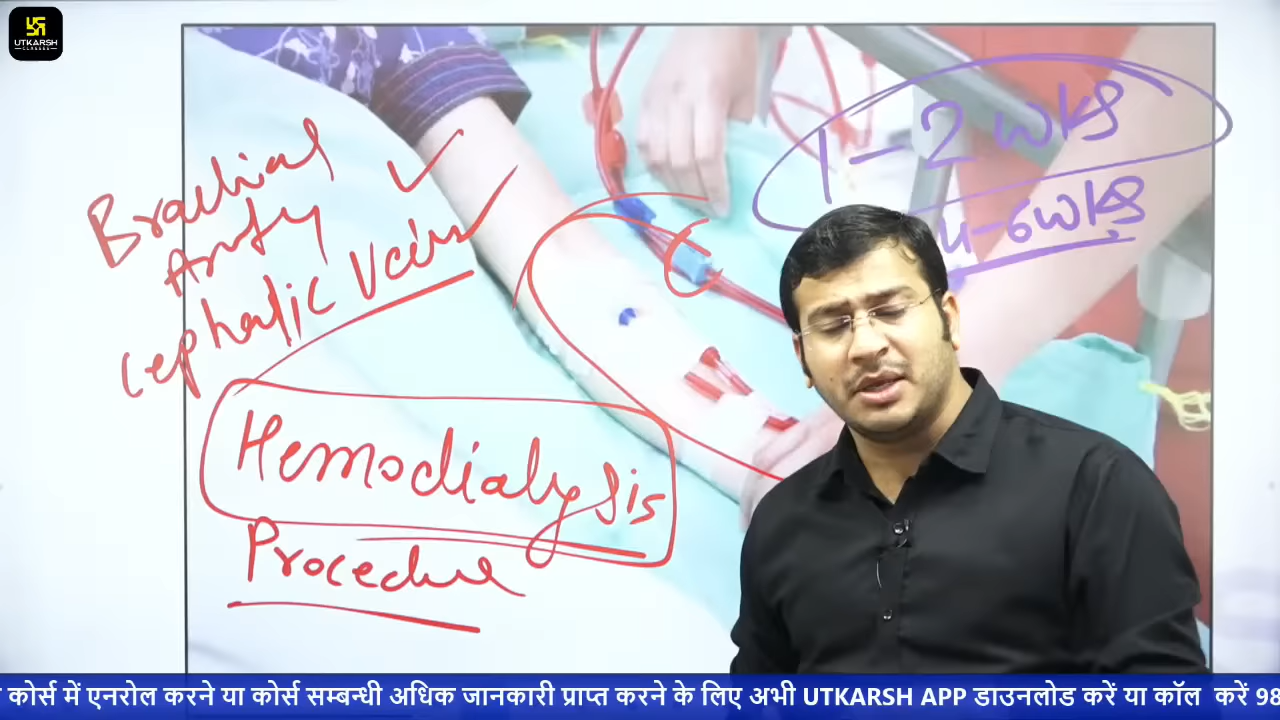 UTKARSH
CLASSES
1-2 wks
4-6 wks
Brachial
Artery
cephalic Vein
Hemodialysis
Procedure
कोर्स में एनरोल करने या कोर्स सम्बन्धी अधिक जानकारी प्राप्त करने के लिए अभी UTKARSH APP डाउनलोड करें या कॉल करें 98